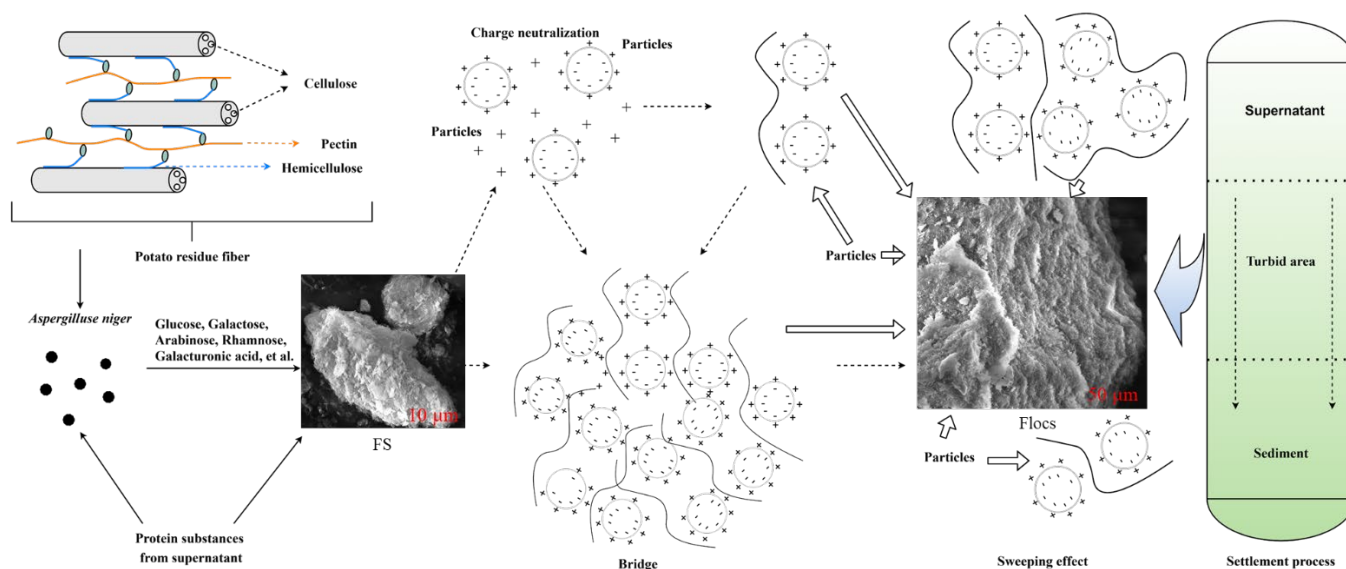 Cellulose
Pectin
Hemicellulose
Potato residue fiber
Aspergilluse niger
Glucose, Galactose,
Arabinose, Rhamnose,
Galacturonic acid, et al.
10 μm
FS
Protein substances
from supernatant
Charge neutralization
Particles
Particles
Bridge
Particles
50 μm
Flocs
Particles
Sweeping effect
Supernatant
Turbid area
Sediment
Settlement process